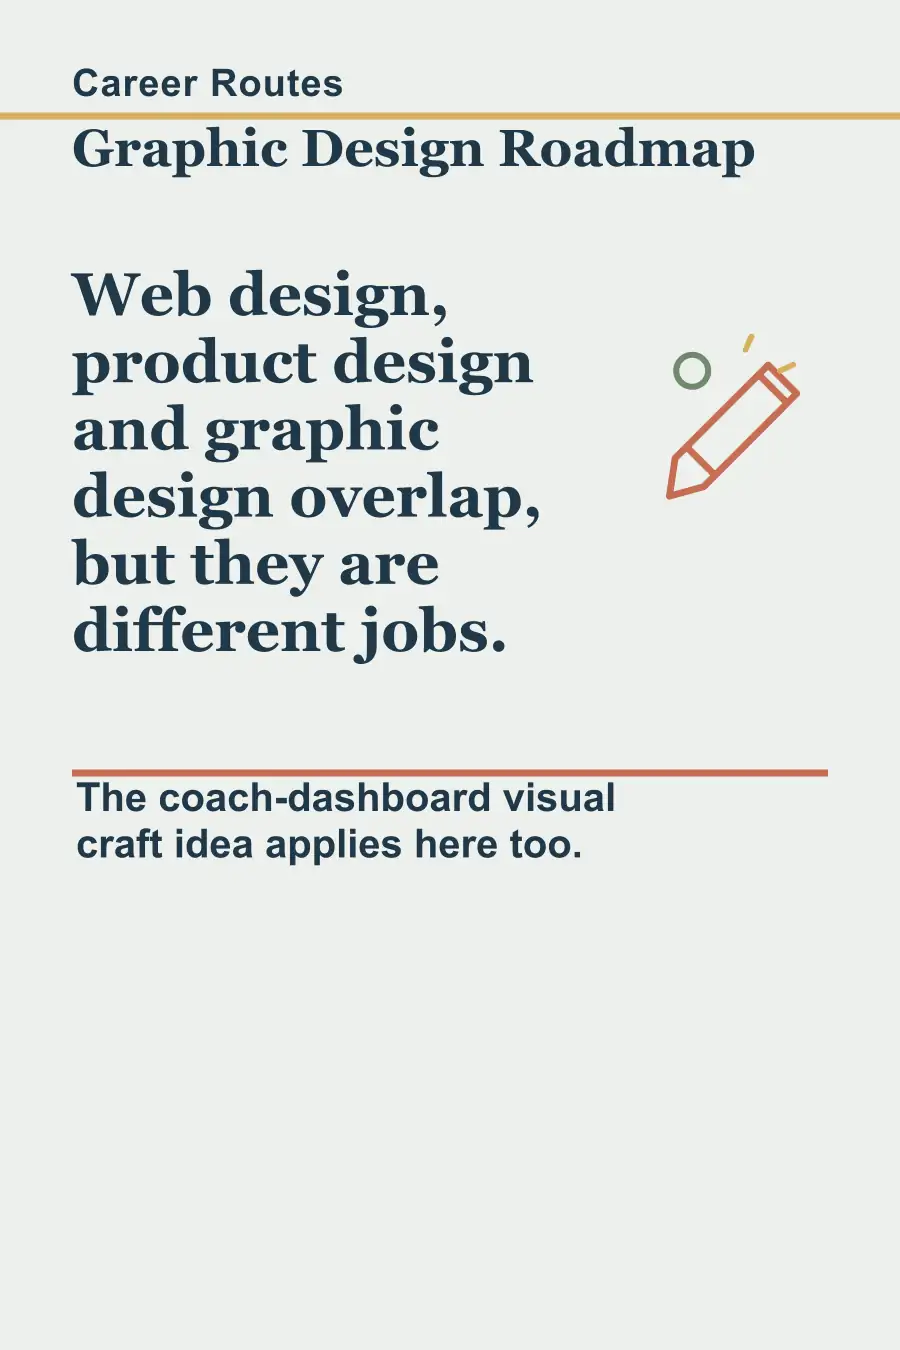 Career Routes
Graphic Design Roadmap
Web design,
product design
and graphic
design overlap,
but they are
different jobs.
The coach-dashboard visual
craft idea applies here too.